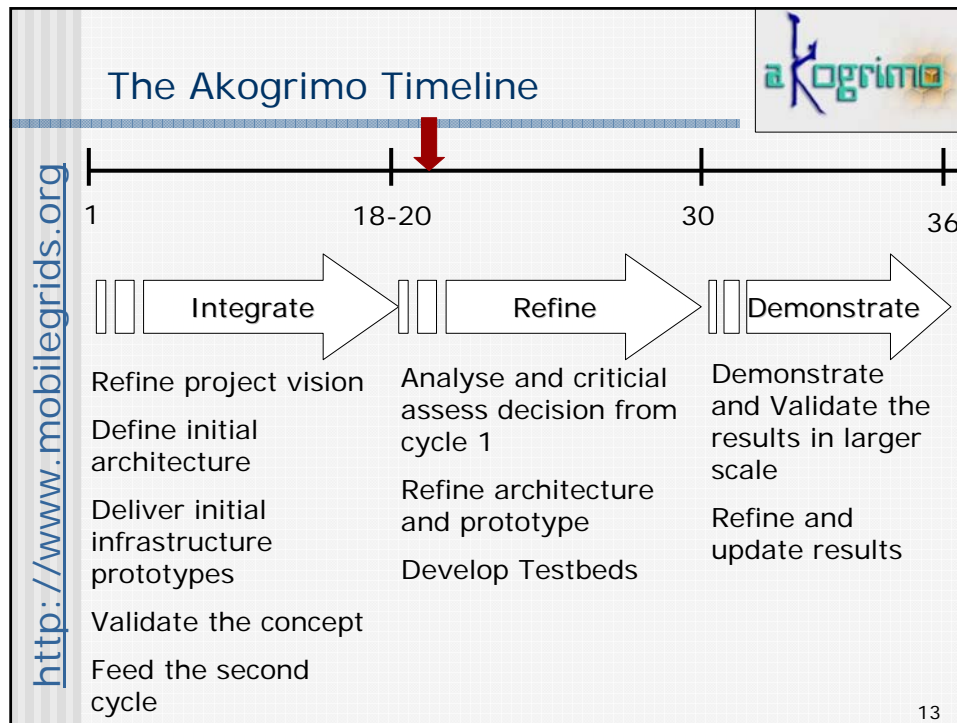 The Akogrimo Timeline
akogrimo
http://www.mobilegrids.org
1
18-20
30
36
Integrate
Refine
Demonstrate
Refine project vision
Define initial
architecture
Deliver initial
infrastructure
prototypes
Validate the concept
Feed the second
cycle
Analyse and criticial
assess decision from
cycle 1
Refine architecture
and prototype
Develop Testbeds
Demonstrate
and Validate the
results in larger
scale
Refine and
update results
13